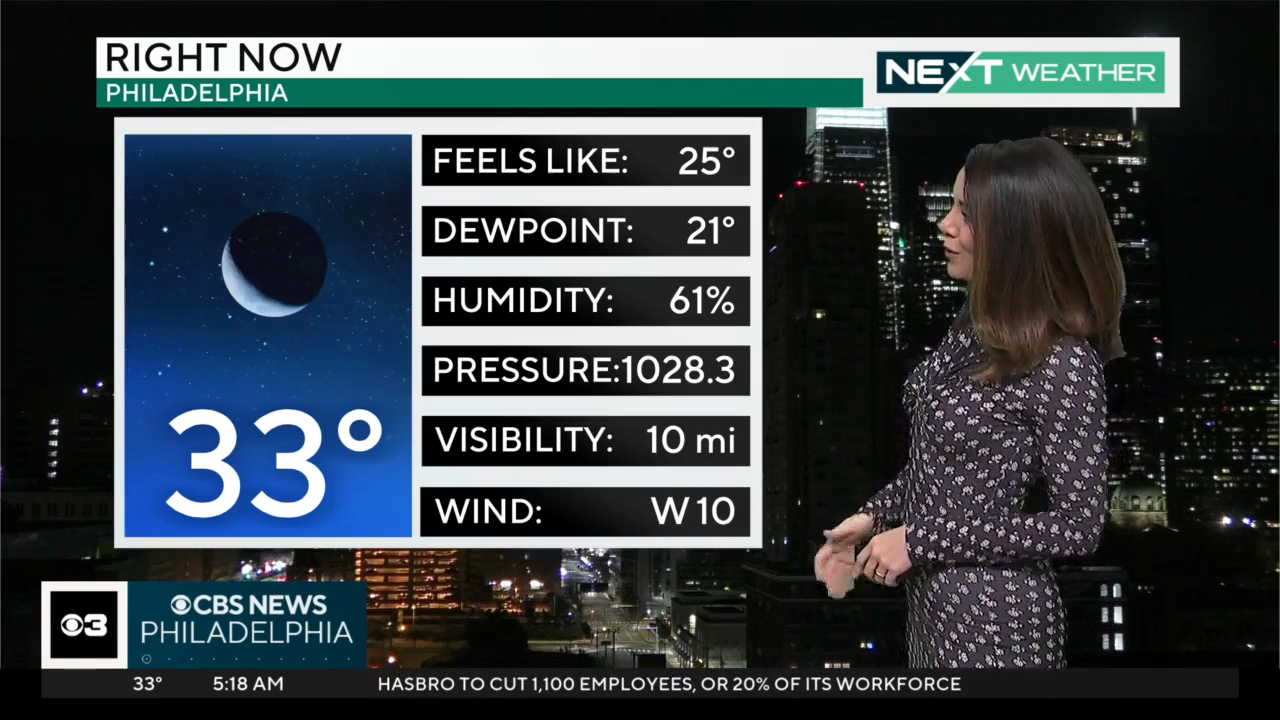 RIGHT NOW
PHILADELPHIA
NEXT WEATHER
FEELS LIKE: 25°
DEWPOINT: 21°
HUMIDITY: 61%
PRESSURE:1028.3
VISIBILITY: 10 mi
WIND: W 10
33°
3
CBS NEWS
PHILADELPHIA
33° 5:18 AM HASBRO TO CUT 1,100 EMPLOYEES, OR 20% OF ITS WORKFORCE